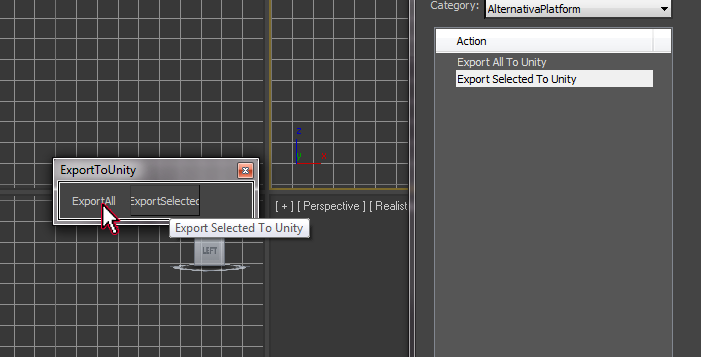 Category: AlternativaPlatform
Action
Export All To Unity
Export Selected To Unity
z
y
x
ExportToUnity
ExportAll
ExportSelected
Export Selected To Unity
[ + ] [ Perspective ] [ Realist
LEFT